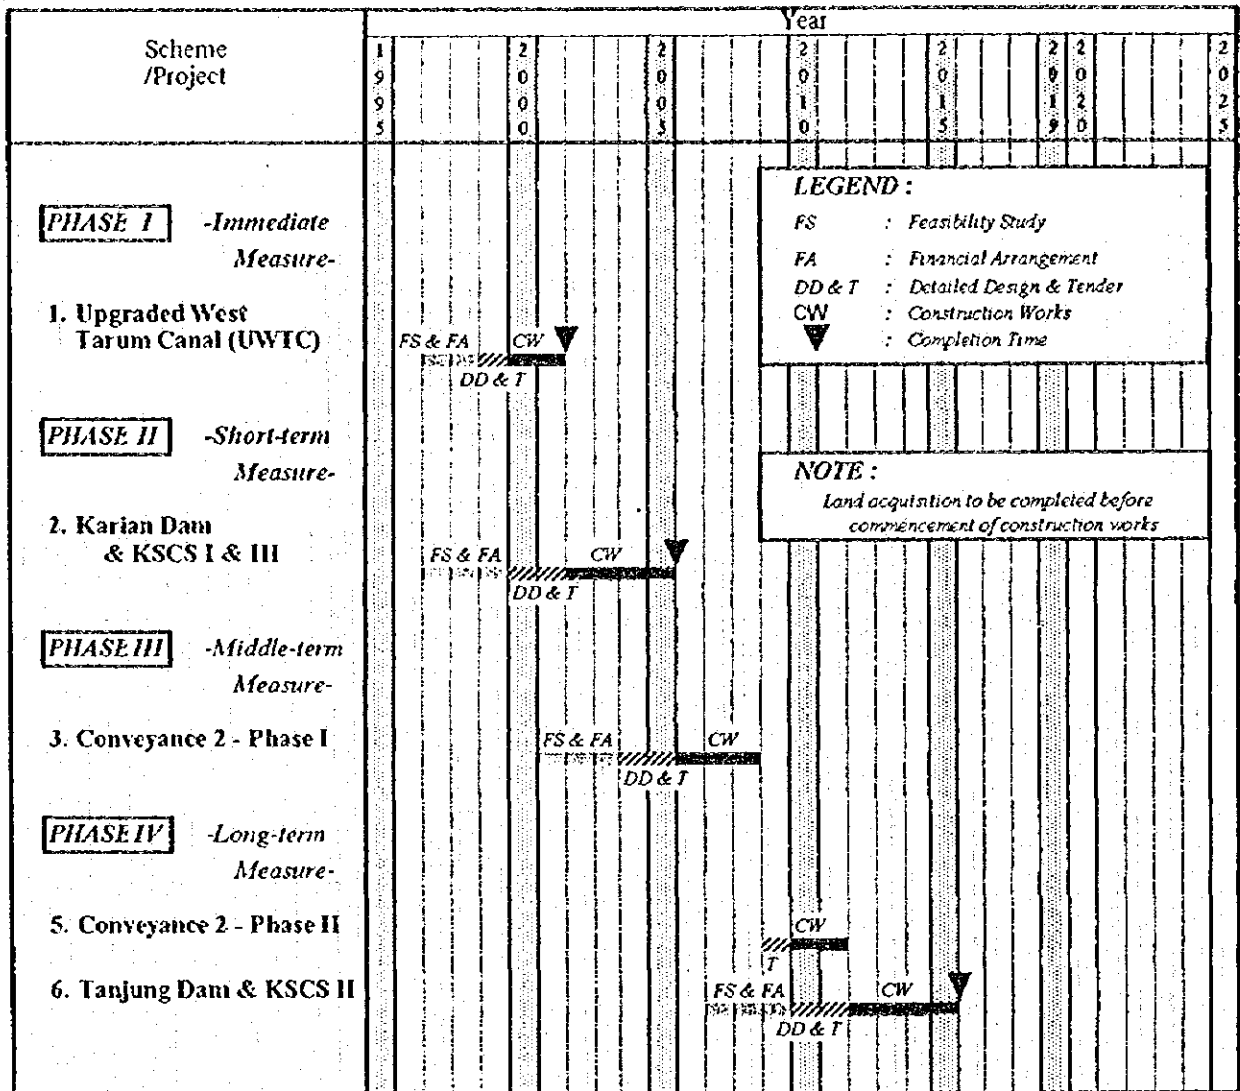 Year
Scheme
/Project
1995
2000
2005
2010
2015
2019
2020
2025
LEGEND :
FS : Feasibility Study
FA : Financial Arrangement
DD & T : Detailed Design & Tender
CW : Construction Works
: Completion Time
PHASE I -Immediate
Measure-
1. Upgraded West
Tarum Canal (UWTC)
FS & FA CW
DD & T
PHASE II -Short-term
Measure-
NOTE :
Land acquisition to be completed before
commencement of construction works
2. Karian Dam
& KSCS I & III
FS & FA CW
DD & T
PHASE III -Middle-term
Measure-
3. Conveyance 2 - Phase I
FS & FA CW
DD & T
PHASE IV -Long-term
Measure-
5. Conveyance 2 - Phase II
CW
T
6. Tanjung Dam & KSCS II
FS & FA CW
DD & T